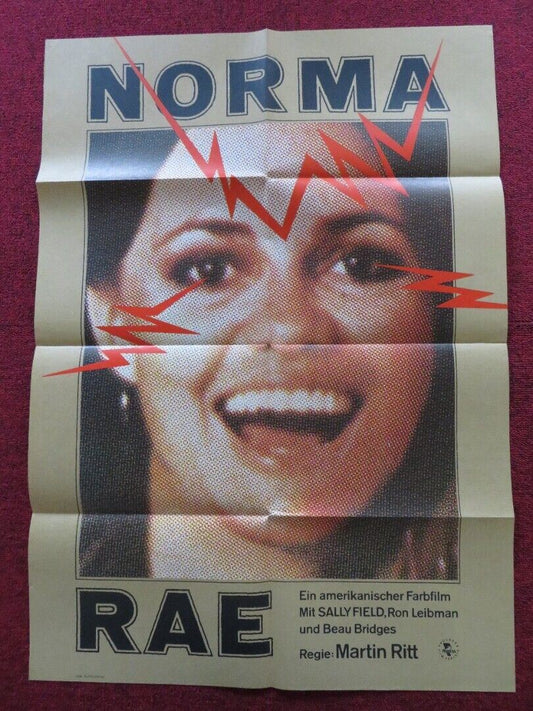 NORMA
RAE
Ein amerikanischer Farbfilm
Mit SALLY FIELD, Ron Leibman
und Beau Bridges
Regie: Martin Ritt